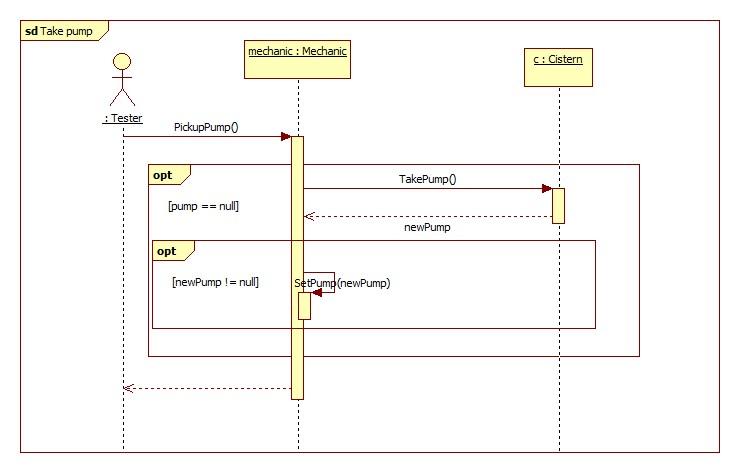 sd Take pump
mechanic : Mechanic
c : Cistern
: Tester
PickupPump()
opt
TakePump()
[pump == null]
newPump
opt
[newPump != null]
SetPump(newPump)